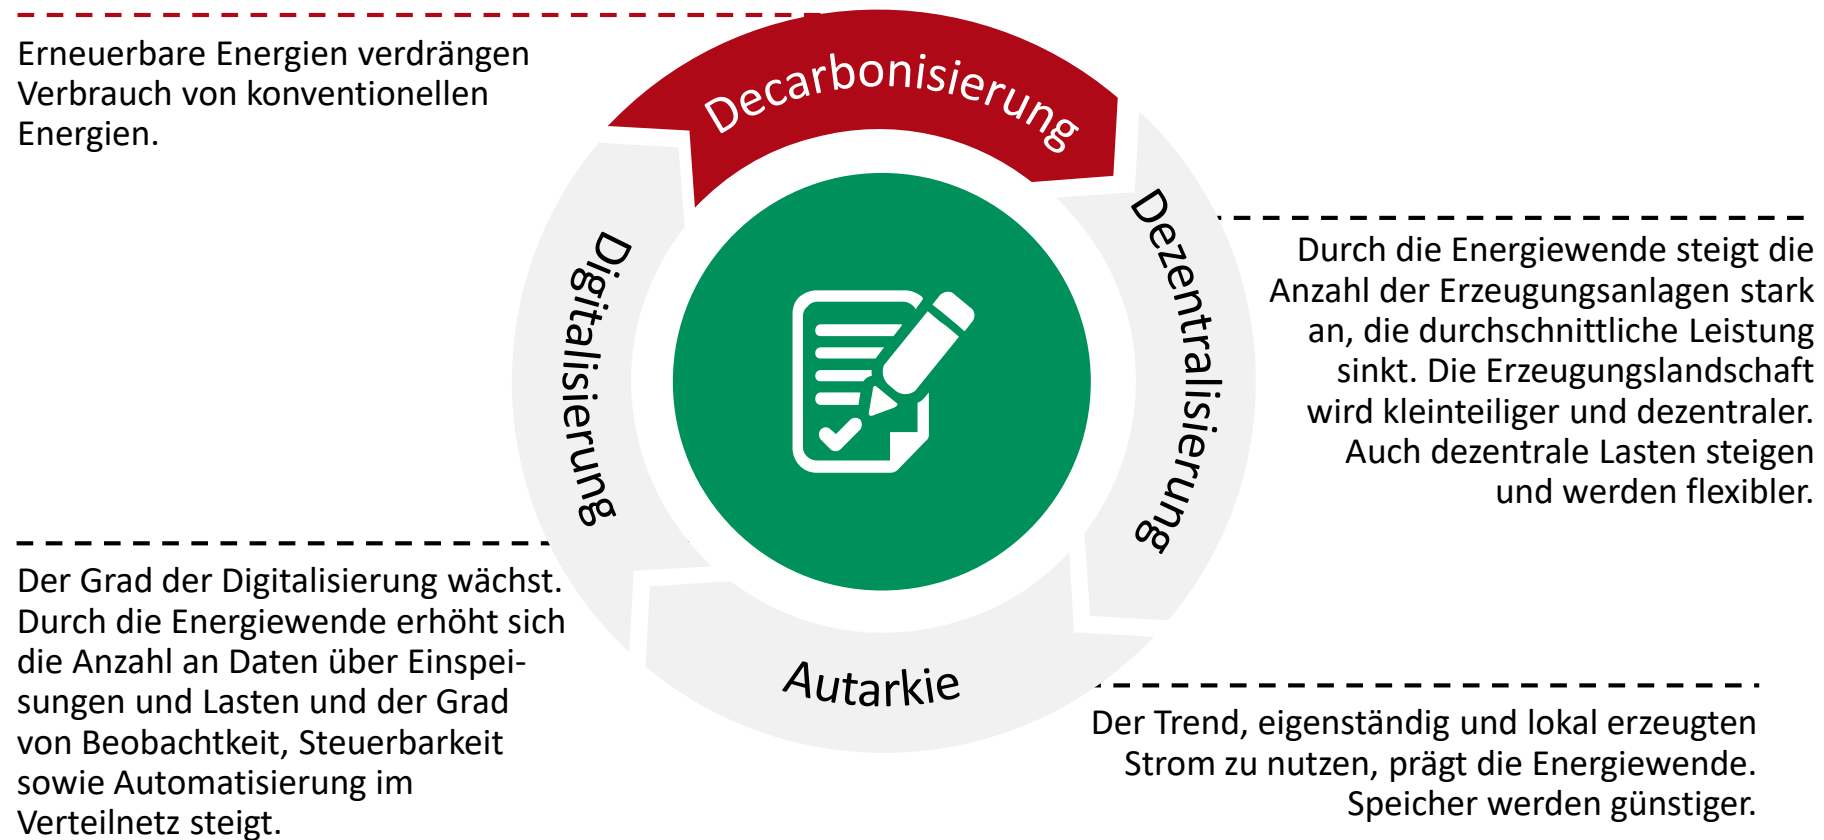 Decarbonisierung
Erneuerbare Energien verdrängen
Verbrauch von konventionellen
Energien.
Dezentralisierung
Durch die Energiewende steigt die
Anzahl der Erzeugungsanlagen stark
an, die durchschnittliche Leistung
sinkt. Die Erzeugungslandschaft
wird kleinteiliger und dezentraler.
Auch dezentrale Lasten steigen
und werden flexibler.
Autarkie
Der Trend, eigenständig und lokal erzeugten
Strom zu nutzen, prägt die Energiewende.
Speicher werden günstiger.
Digitalisierung
Der Grad der Digitalisierung wächst.
Durch die Energiewende erhöht sich
die Anzahl an Daten über Einspei-
sungen und Lasten und der Grad
von Beobachtkeit, Steuerbarkeit
sowie Automatisierung im
Verteilnetz steigt.